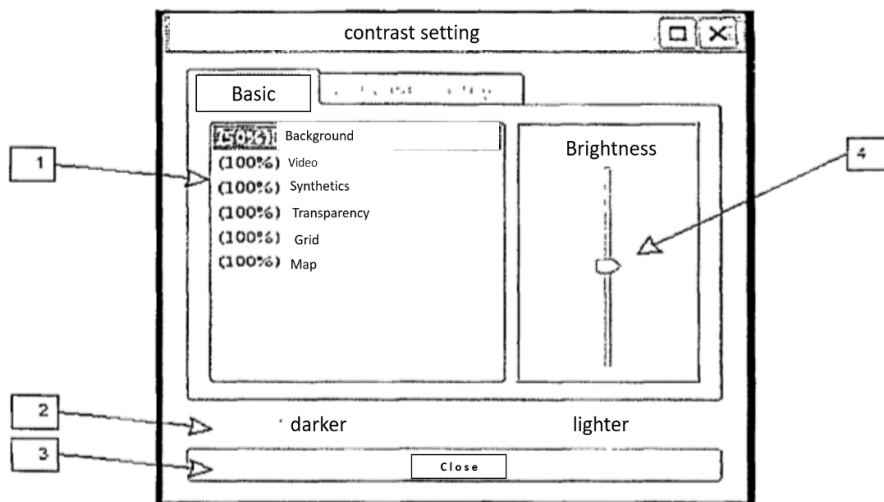 contrast setting
Basic
(50%) Background
(100%) Video
(100%) Synthetics
(100%) Transparency
(100%) Grid
(100%) Map
Brightness
1
4
2
darker lighter
3
Close